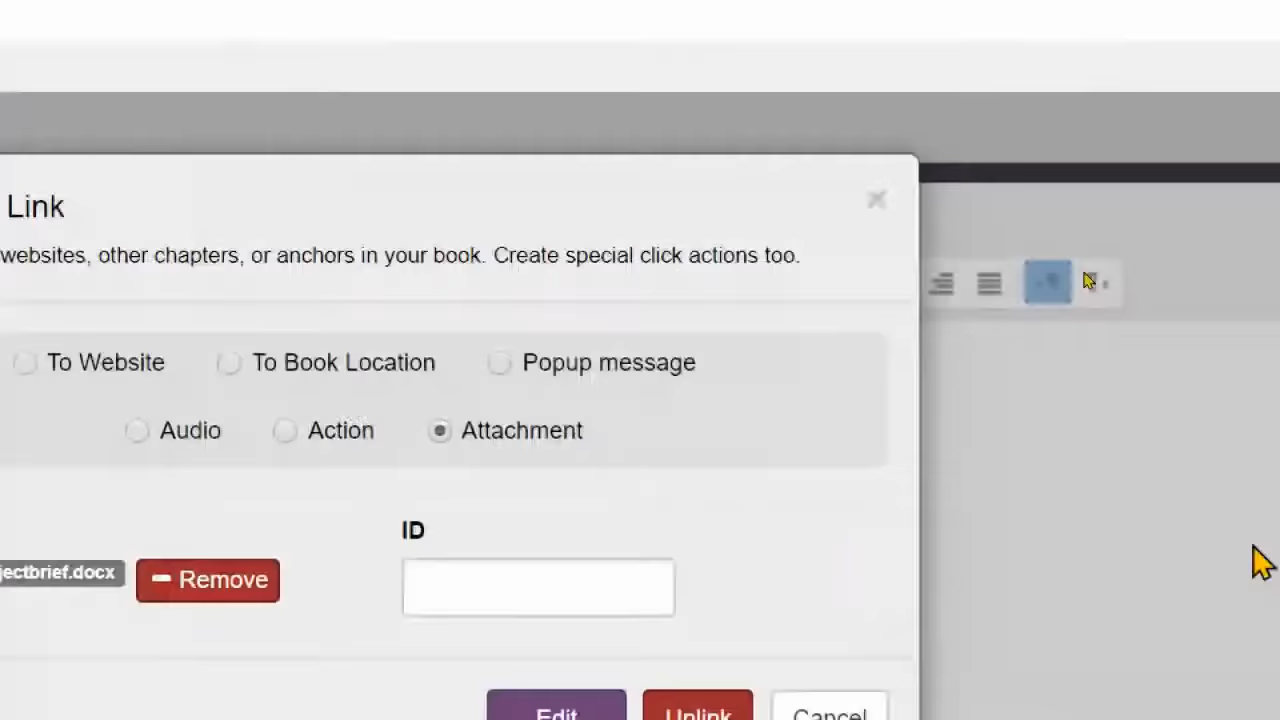 Link
websites, other chapters, or anchors in your book. Create special click actions too.
To Website To Book Location Popup message
Audio Action Attachment
ID
jectbrief.docx Remove
Edit Unlink Cancel